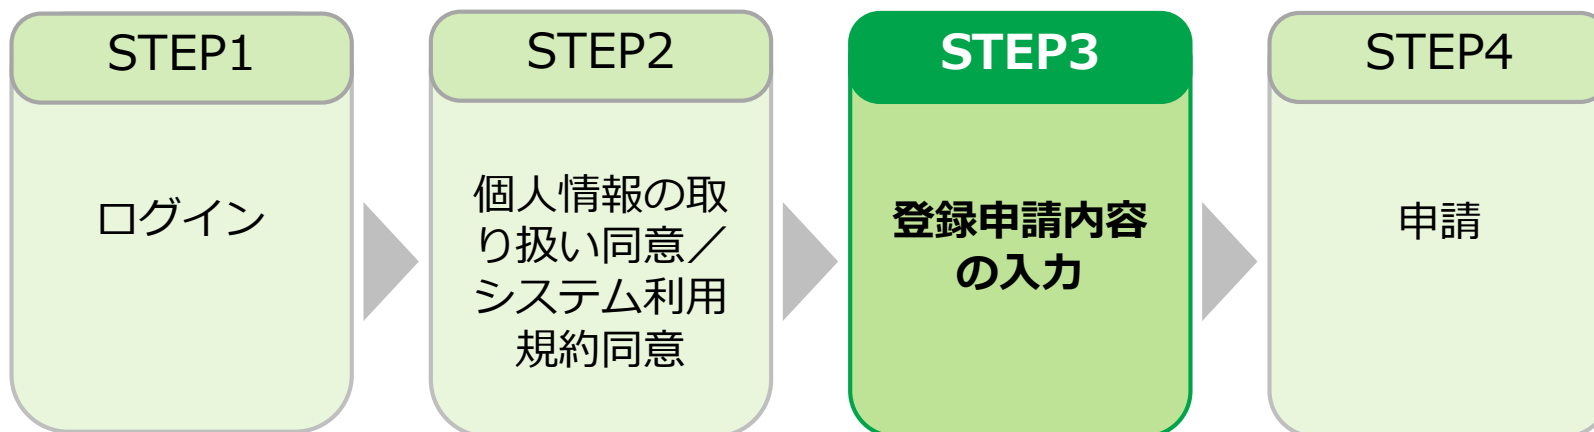 STEP1
ログイン
STEP2
個人情報の取
り扱い同意／
システム利用
規約同意
STEP3
登録申請内容
の入力
STEP4
申請